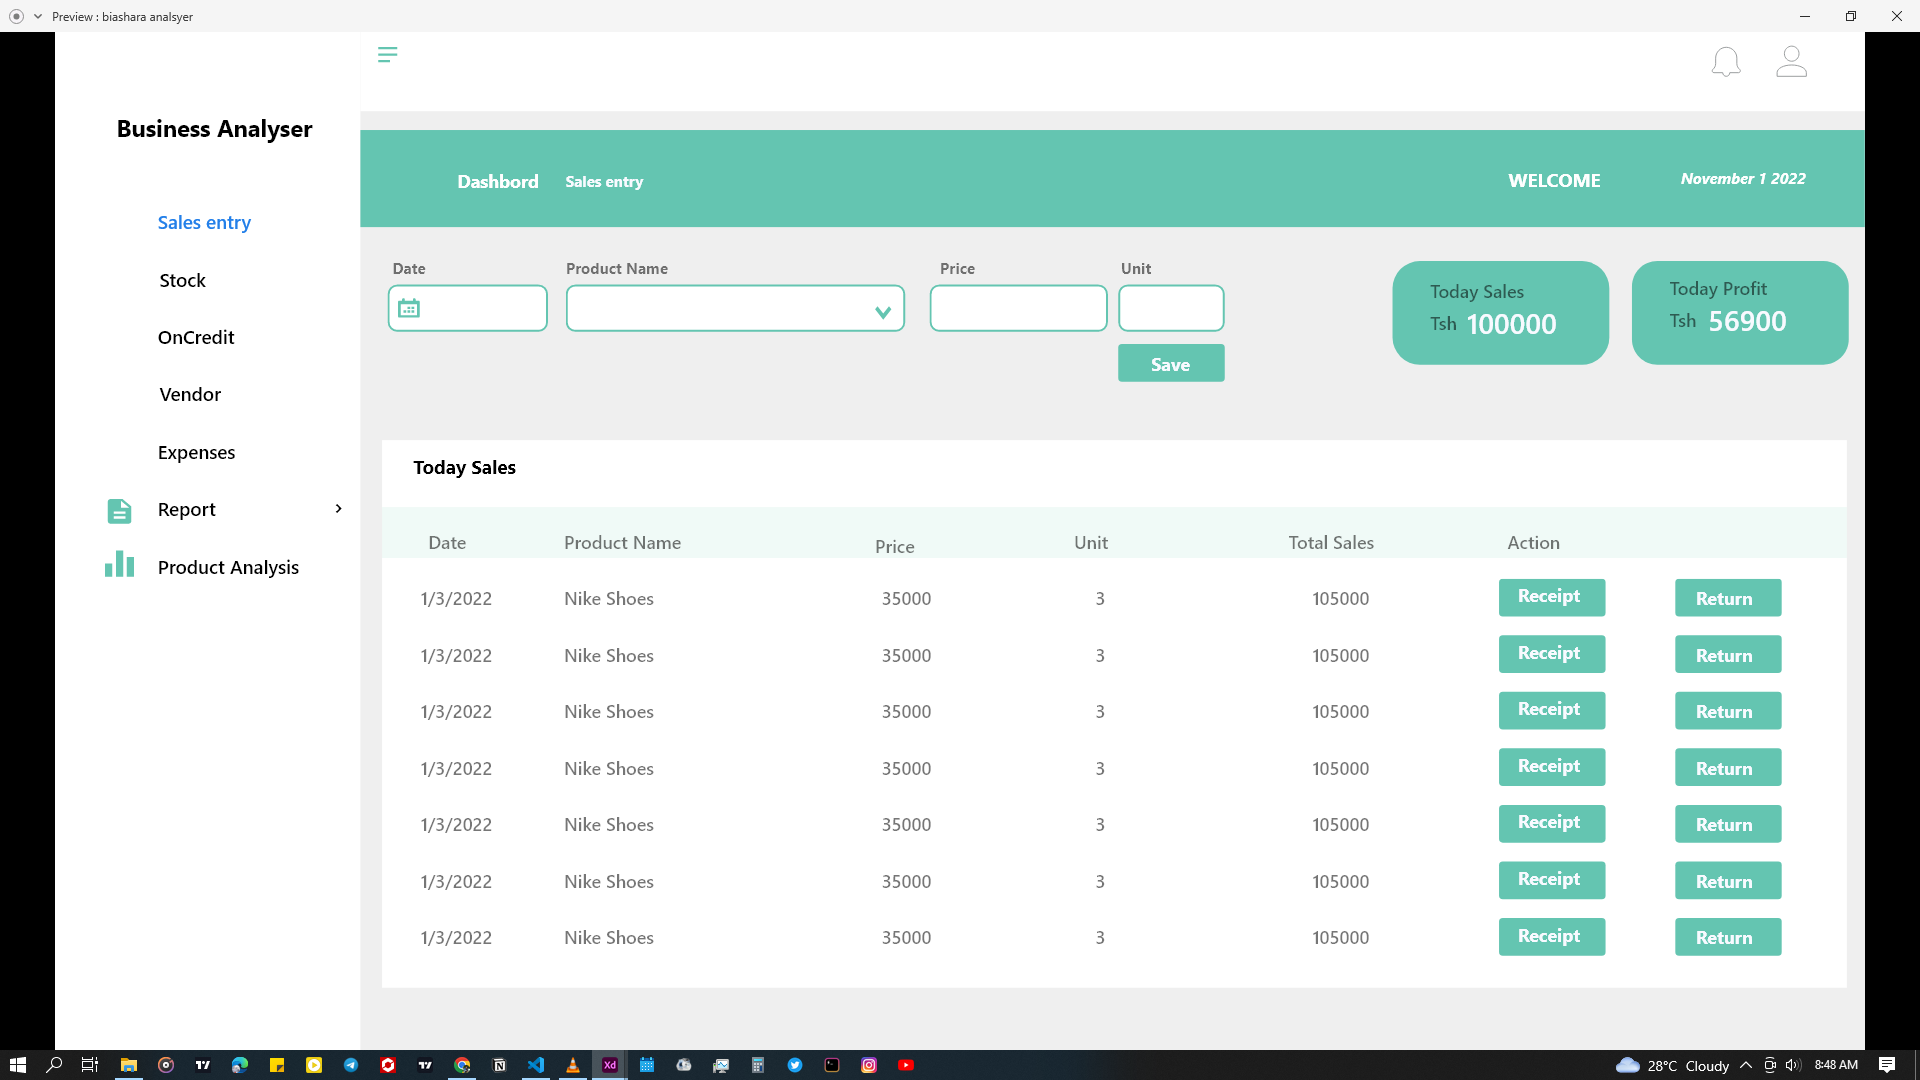 Preview : biashara analsyer
Business Analyser
Dashbord Sales entry WELCOME November 1 2022
Sales entry
Stock
OnCredit
Vendor
Expenses
Report
Product Analysis
Date Product Name Price Unit
Save
Today Sales
Tsh 100000
Today Profit
Tsh 56900
Today Sales
Date Product Name Price Unit Total Sales Action
1/3/2022 Nike Shoes 35000 3 105000 Receipt Return
1/3/2022 Nike Shoes 35000 3 105000 Receipt Return
1/3/2022 Nike Shoes 35000 3 105000 Receipt Return
1/3/2022 Nike Shoes 35000 3 105000 Receipt Return
1/3/2022 Nike Shoes 35000 3 105000 Receipt Return
1/3/2022 Nike Shoes 35000 3 105000 Receipt Return
1/3/2022 Nike Shoes 35000 3 105000 Receipt Return
Xd
28°C Cloudy 8:48 AM